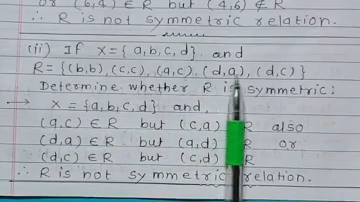 or (6,4) ∈ R but (4,6) ∉ R
∴ R is not symmetric relation.
(ii) If X={a,b,c,d} and
R={(b,b),(c,c),(a,c),(d,a),(d,c)}
Determine whether R is symmetric:
→ X = {a,b,c,d} and,
(a,c) ∈ R but (c,a) R also
(d,a) ∈ R but (a,d) R or
(d,c) ∈ R but (c,d) R
∴ R is not symmetric relation.